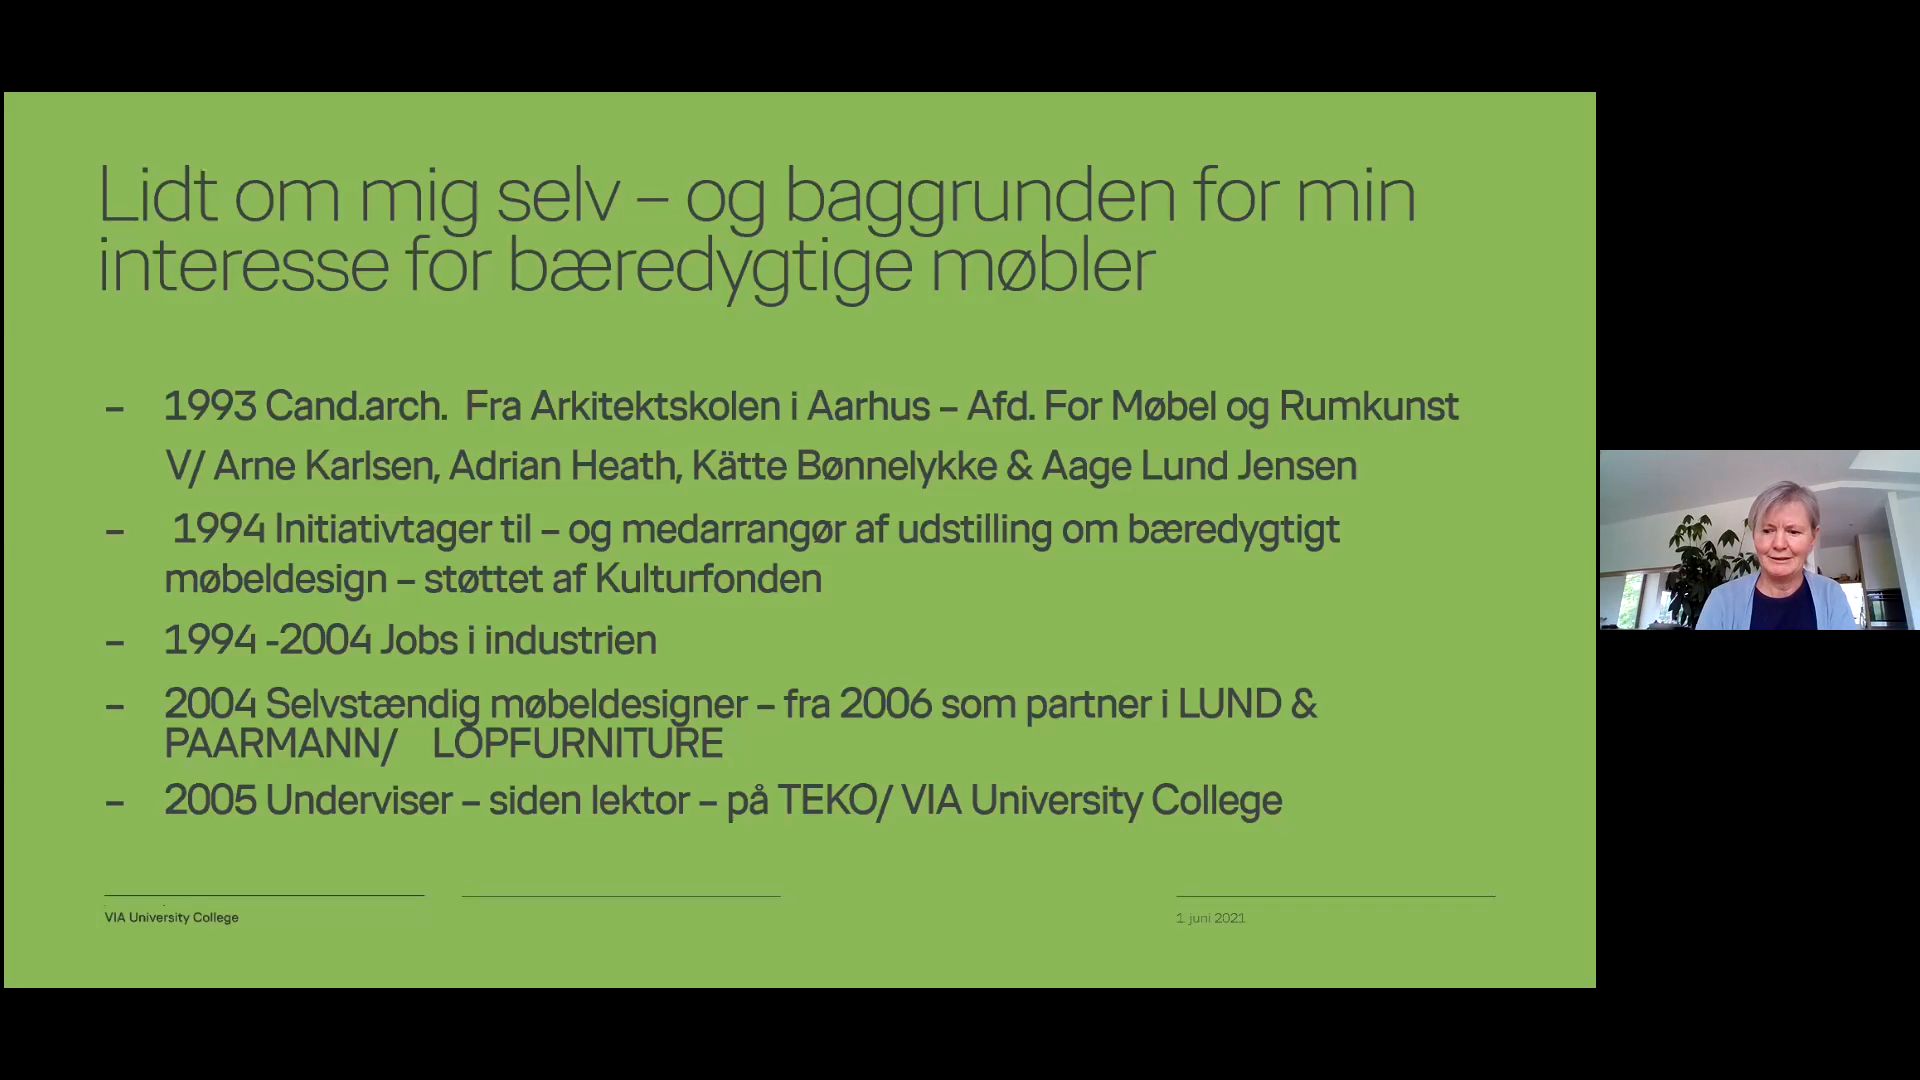 Lidt om mig selv – og baggrunden for min
interesse for bæredygtige møbler
– 1993 Cand.arch. Fra Arkitektskolen i Aarhus – Afd. For Møbel og Rumkunst
V/ Arne Karlsen, Adrian Heath, Kätte Bønnelykke & Aage Lund Jensen
– 1994 Initiativtager til – og medarrangør af udstilling om bæredygtigt
møbeldesign – støttet af Kulturfonden
– 1994 -2004 Jobs i industrien
– 2004 Selvstændig møbeldesigner – fra 2006 som partner i LUND &
PAARMANN/ LOPFURNITURE
– 2005 Underviser – siden lektor – på TEKO/ VIA University College
VIA University College
1. juni 2021